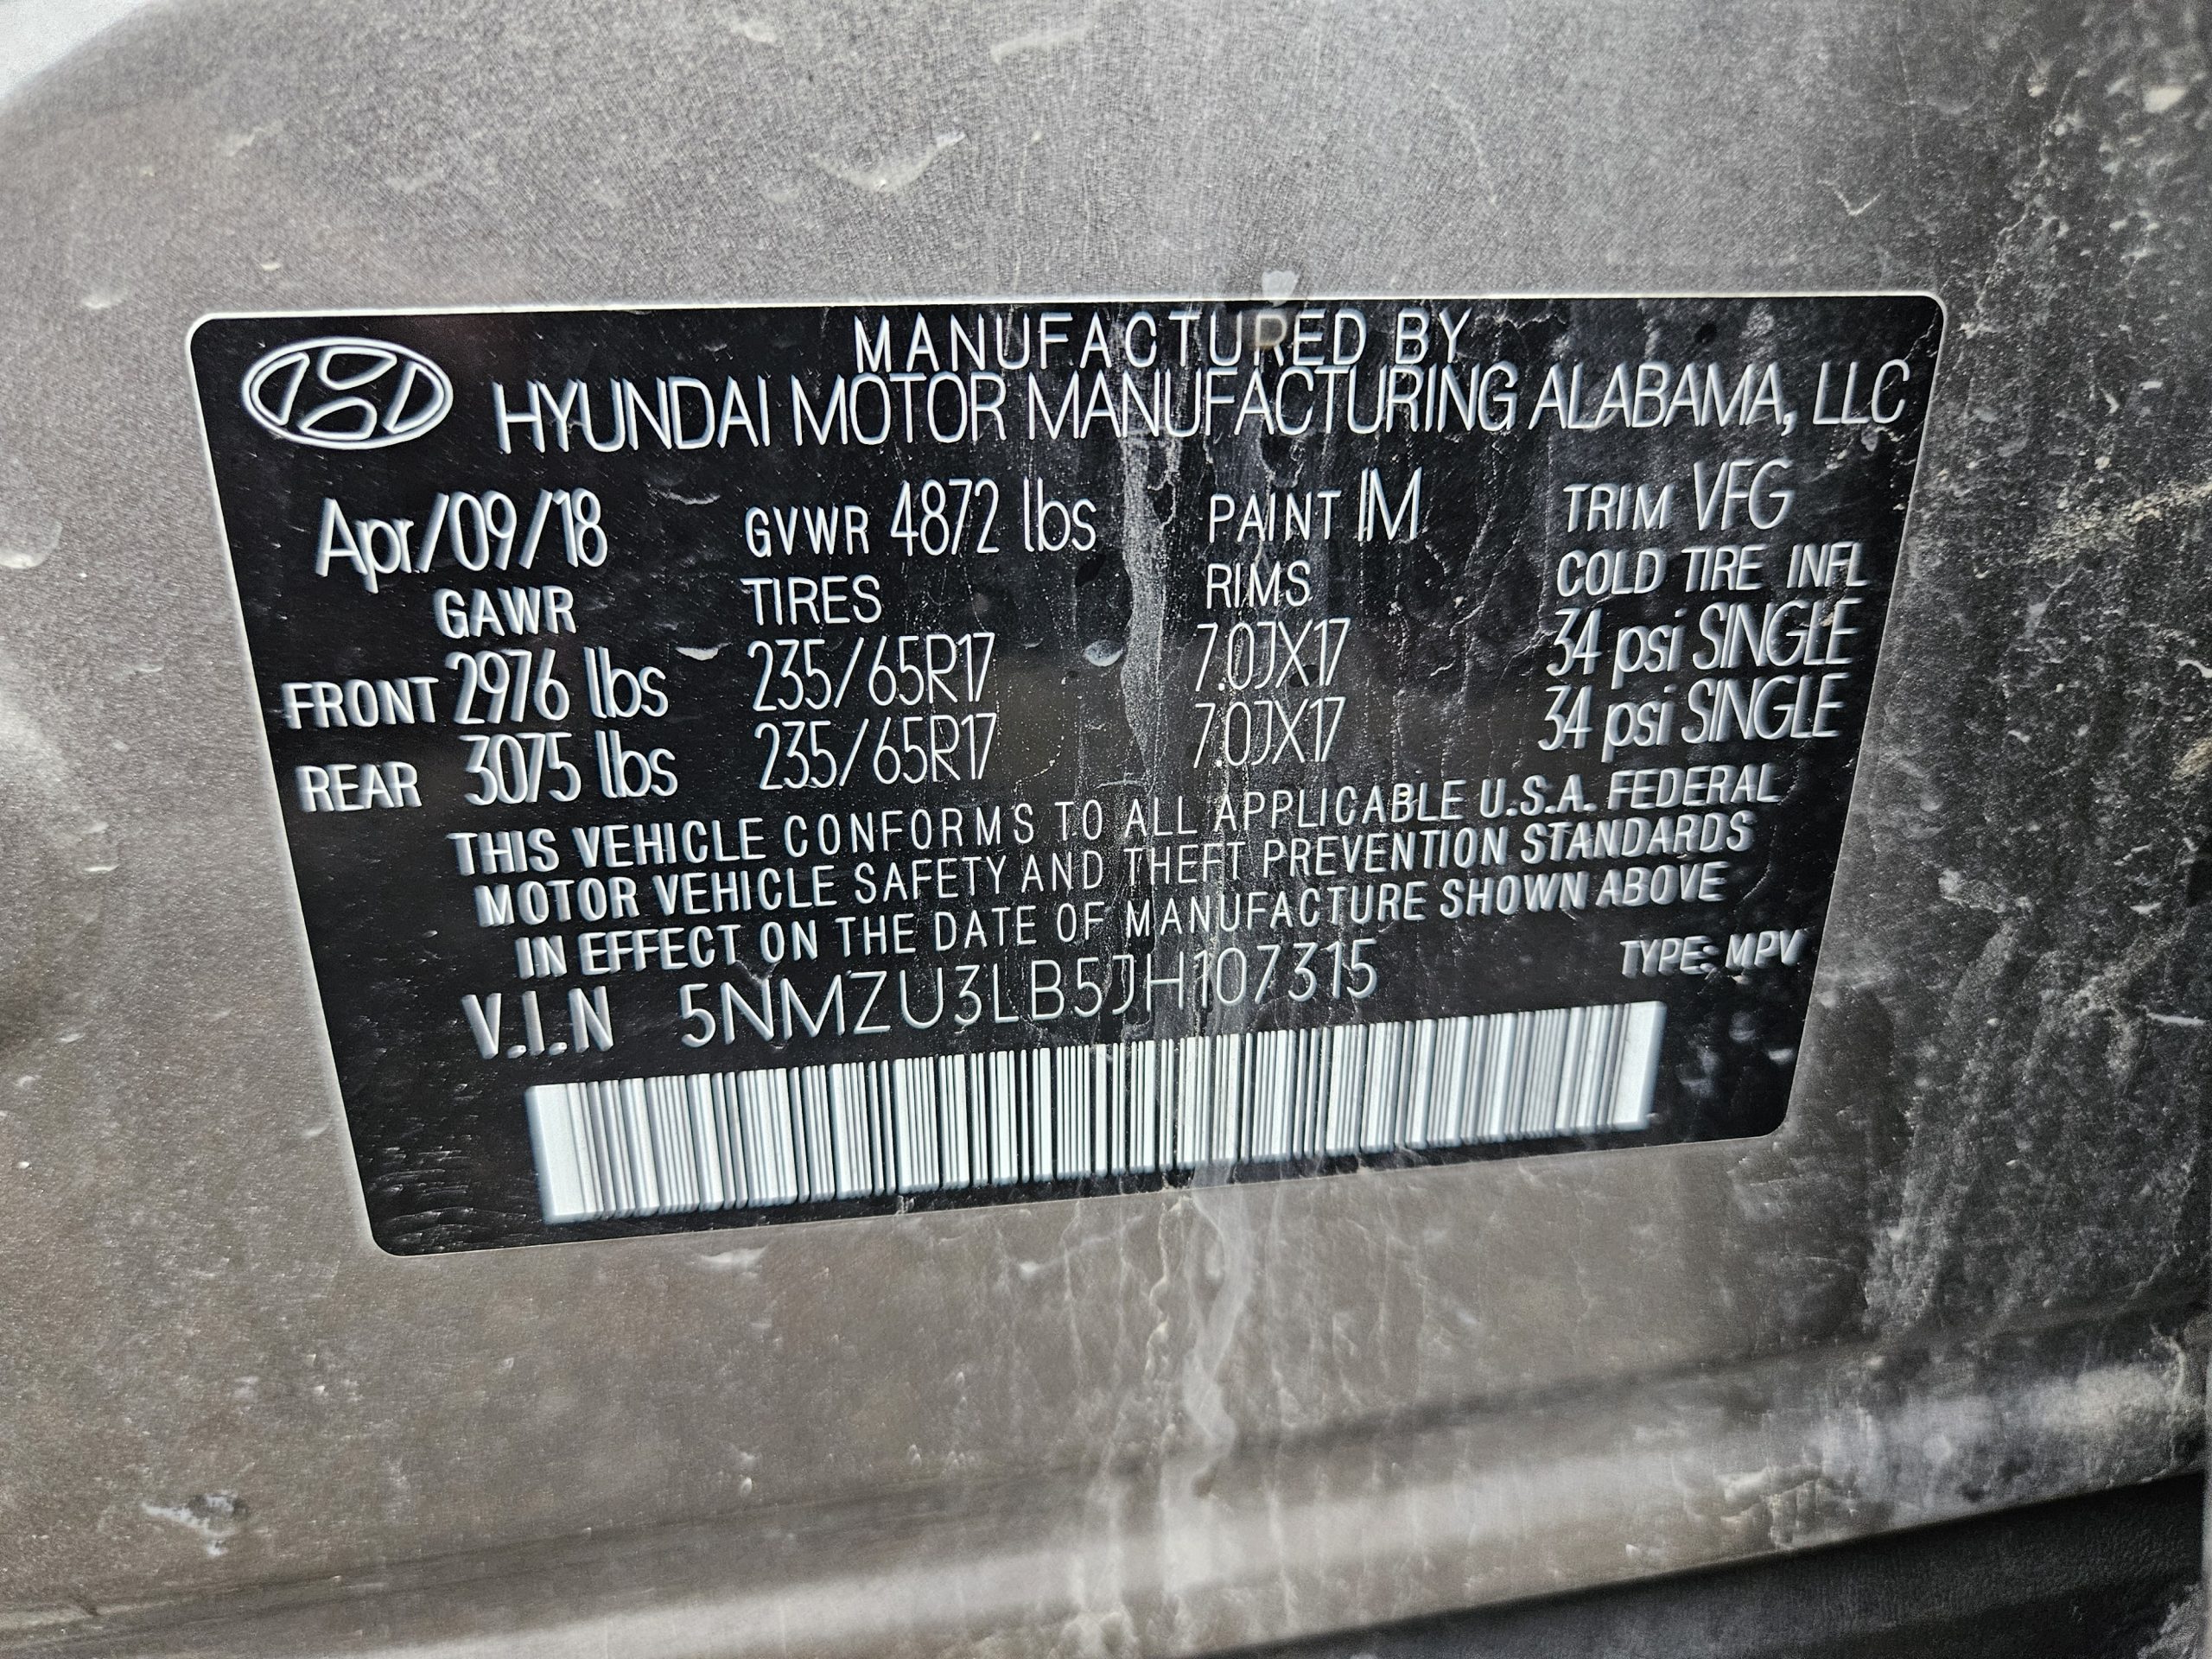 MANUFACTURED BY
HYUNDAI MOTOR MANUFACTURING ALABAMA, LLC
Apr/09/18 GVWR 4872 lbs PAINT IM TRIM VFG
GAWR TIRES RIMS COLD TIRE INFL
FRONT 2976 lbs 235/65R17 7.0JX17 34 psi SINGLE
REAR 3075 lbs 235/65R17 7.0JX17 34 psi SINGLE
THIS VEHICLE CONFORMS TO ALL APPLICABLE U.S.A. FEDERAL
MOTOR VEHICLE SAFETY AND THEFT PREVENTION STANDARDS
IN EFFECT ON THE DATE OF MANUFACTURE SHOWN ABOVE
V.I.N 5NMZU3LB5JH107315 TYPE: MPV